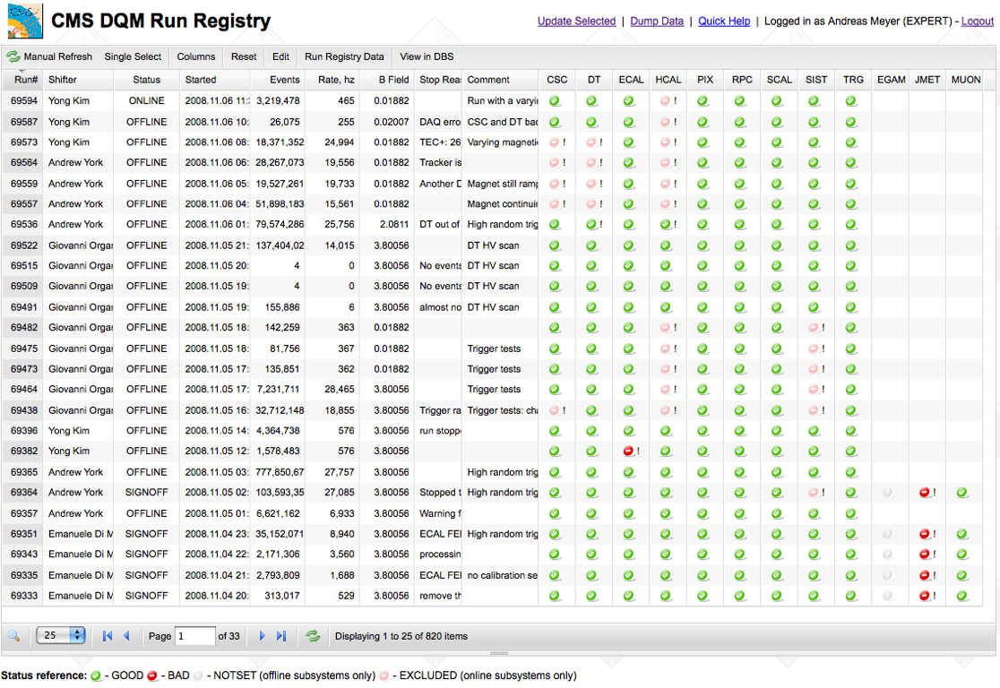 CMS DQM Run Registry
Update Selected | Dump Data | Quick Help | Logged in as Andreas Meyer (EXPERT) - Logout
Manual Refresh Single Select Columns Reset Edit Run Registry Data View in DBS
Run# Shifter Status Started Events Rate, hz B Field Stop Rea Comment CSC DT ECAL HCAL PIX RPC SCAL SIST TRG EGAM JMET MUON
69594 Yong Kim ONLINE 2008.11.06 11: 3,219,478 465 0.01882 Run with a varyi !
69587 Yong Kim OFFLINE 2008.11.06 10: 26,075 255 0.02007 DAQ erro CSC and DT bac !
69573 Yong Kim OFFLINE 2008.11.06 08: 18,371,352 24,994 0.01882 TEC+: 26 Varying magneti ! ! !
69564 Andrew York OFFLINE 2008.11.06 06: 28,267,073 19,556 0.01882 Tracker is ! ! !
69559 Andrew York OFFLINE 2008.11.06 05: 19,527,261 19,733 0.01882 Another D Magnet still ramp ! ! !
69557 Andrew York OFFLINE 2008.11.06 04: 51,898,183 15,561 0.01882 Magnet continuin ! ! !
69536 Andrew York OFFLINE 2008.11.06 01: 79,574,286 25,756 2.0811 DT out of High random trig ! !
69522 Giovanni Organ OFFLINE 2008.11.05 21: 137,404,02 14,015 3.80056 DT HV scan
69515 Giovanni Organ OFFLINE 2008.11.05 20: 4 0 3.80056 No events DT HV scan
69509 Giovanni Organ OFFLINE 2008.11.05 19: 4 0 3.80056 No events DT HV scan
69491 Giovanni Organ OFFLINE 2008.11.05 19: 155,886 6 3.80056 almost no DT HV scan
69482 Giovanni Organ OFFLINE 2008.11.05 18: 142,259 363 0.01882 ! !
69475 Giovanni Organ OFFLINE 2008.11.05 18: 81,756 367 0.01882 Trigger tests ! !
69473 Giovanni Organ OFFLINE 2008.11.05 17: 135,851 362 0.01882 Trigger tests ! !
69464 Giovanni Organ OFFLINE 2008.11.05 17: 7,231,711 28,465 3.80056 Trigger tests ! !
69438 Giovanni Organ OFFLINE 2008.11.05 16: 32,712,148 18,855 3.80056 Trigger ra Trigger tests: cha ! ! !
69396 Yong Kim OFFLINE 2008.11.05 14: 4,364,738 576 3.80056 run stopp
69382 Yong Kim OFFLINE 2008.11.05 12: 1,578,483 576 3.80056 !
69365 Andrew York OFFLINE 2008.11.05 03: 777,850,67 27,757 3.80056 High random trig
69364 Andrew York SIGNOFF 2008.11.05 02: 103,593,35 27,085 3.80056 Stopped t High random trig ! !
69357 Andrew York OFFLINE 2008.11.05 01: 6,621,162 6,933 3.80056 Warning f
69351 Emanuele Di M SIGNOFF 2008.11.04 23: 35,152,071 8,940 3.80056 ECAL FEI High random trig !
69343 Emanuele Di M SIGNOFF 2008.11.04 22: 2,171,306 3,560 3.80056 processin !
69335 Emanuele Di M SIGNOFF 2008.11.04 21: 2,793,809 1,688 3.80056 ECAL FEI no calibration se !
69333 Emanuele Di M SIGNOFF 2008.11.04 20: 313,017 529 3.80056 remove th !
25 Page 1 of 33 Displaying 1 to 25 of 820 items
Status reference: - GOOD - BAD - NOTSET (offline subsystems only) - EXCLUDED (online subsystems only)